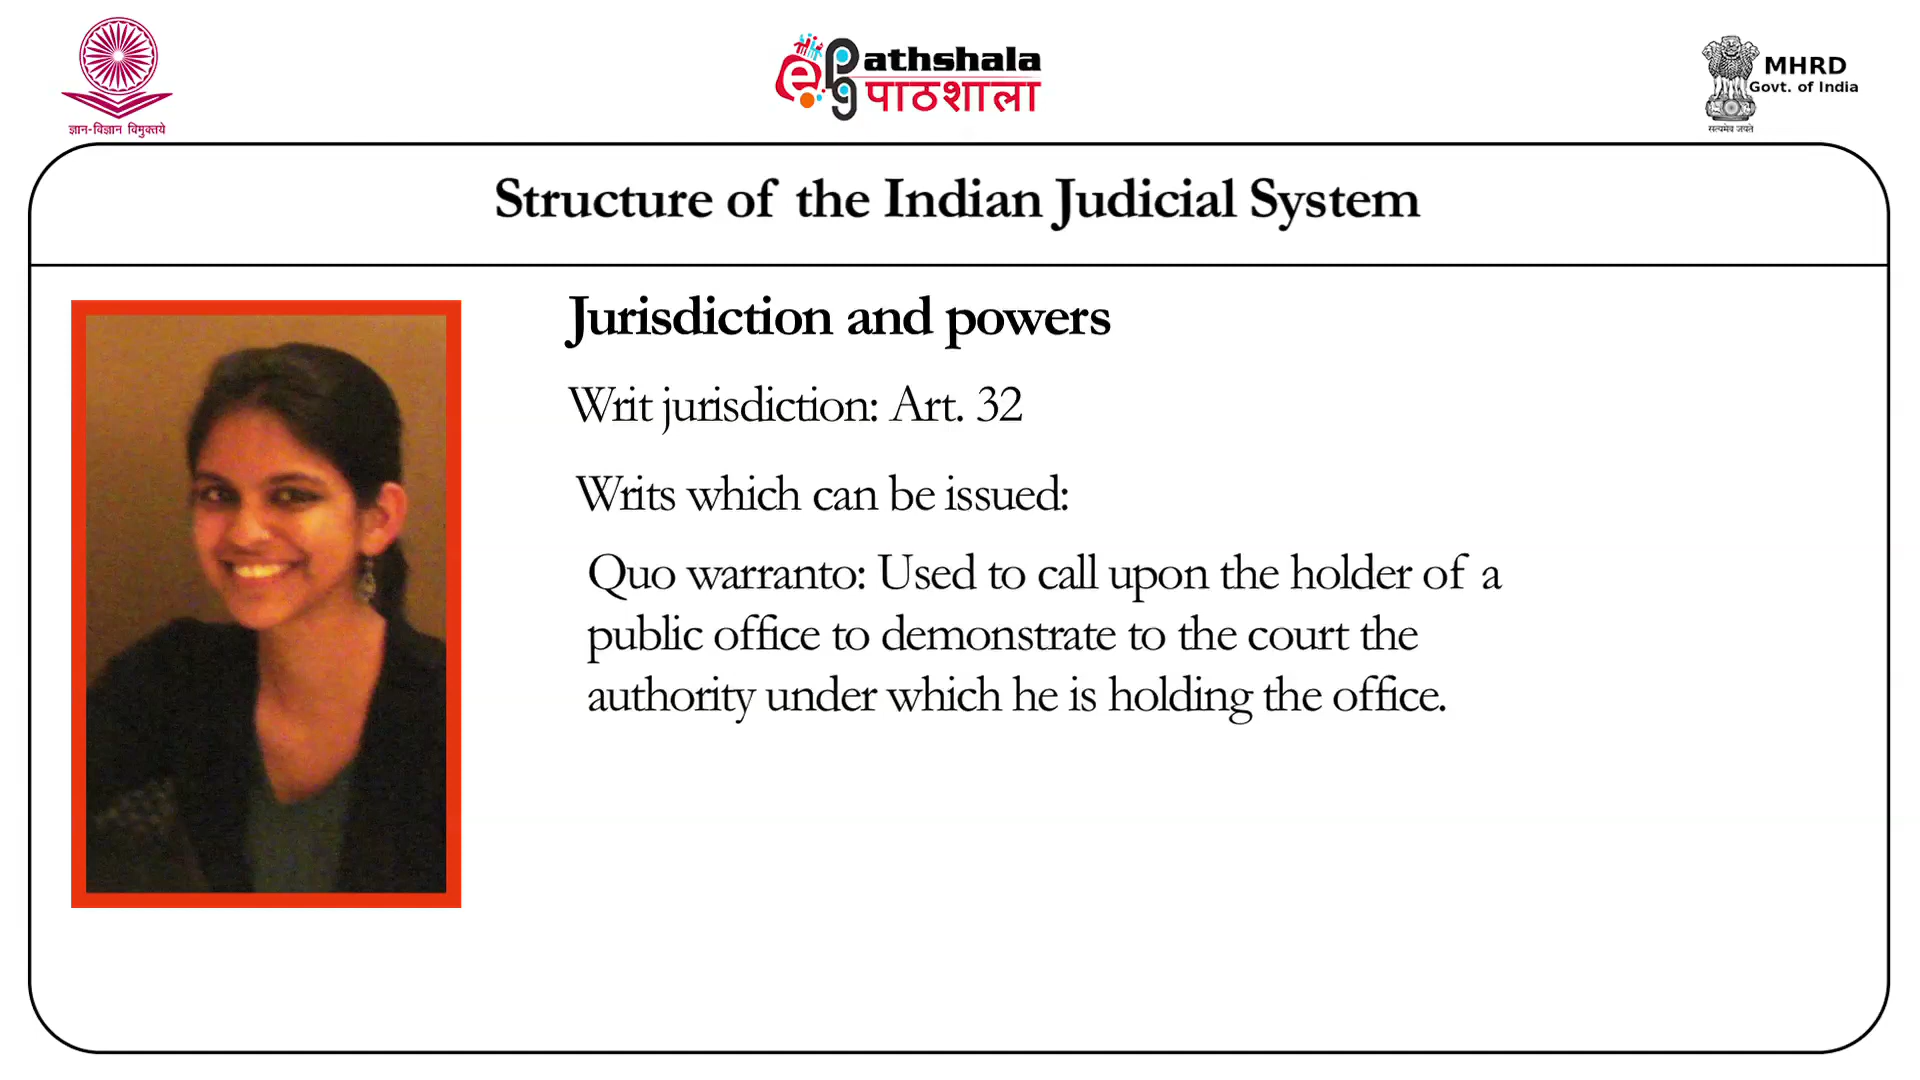 ज्ञान-विज्ञान विमुक्तये
ePathshala
पाठशाला
MHRD
Govt. of India
सत्यमेव जयते
Structure of the Indian Judicial System
Jurisdiction and powers
Writ jurisdiction: Art. 32
Writs which can be issued:
Quo warranto: Used to call upon the holder of a
public office to demonstrate to the court the
authority under which he is holding the office.